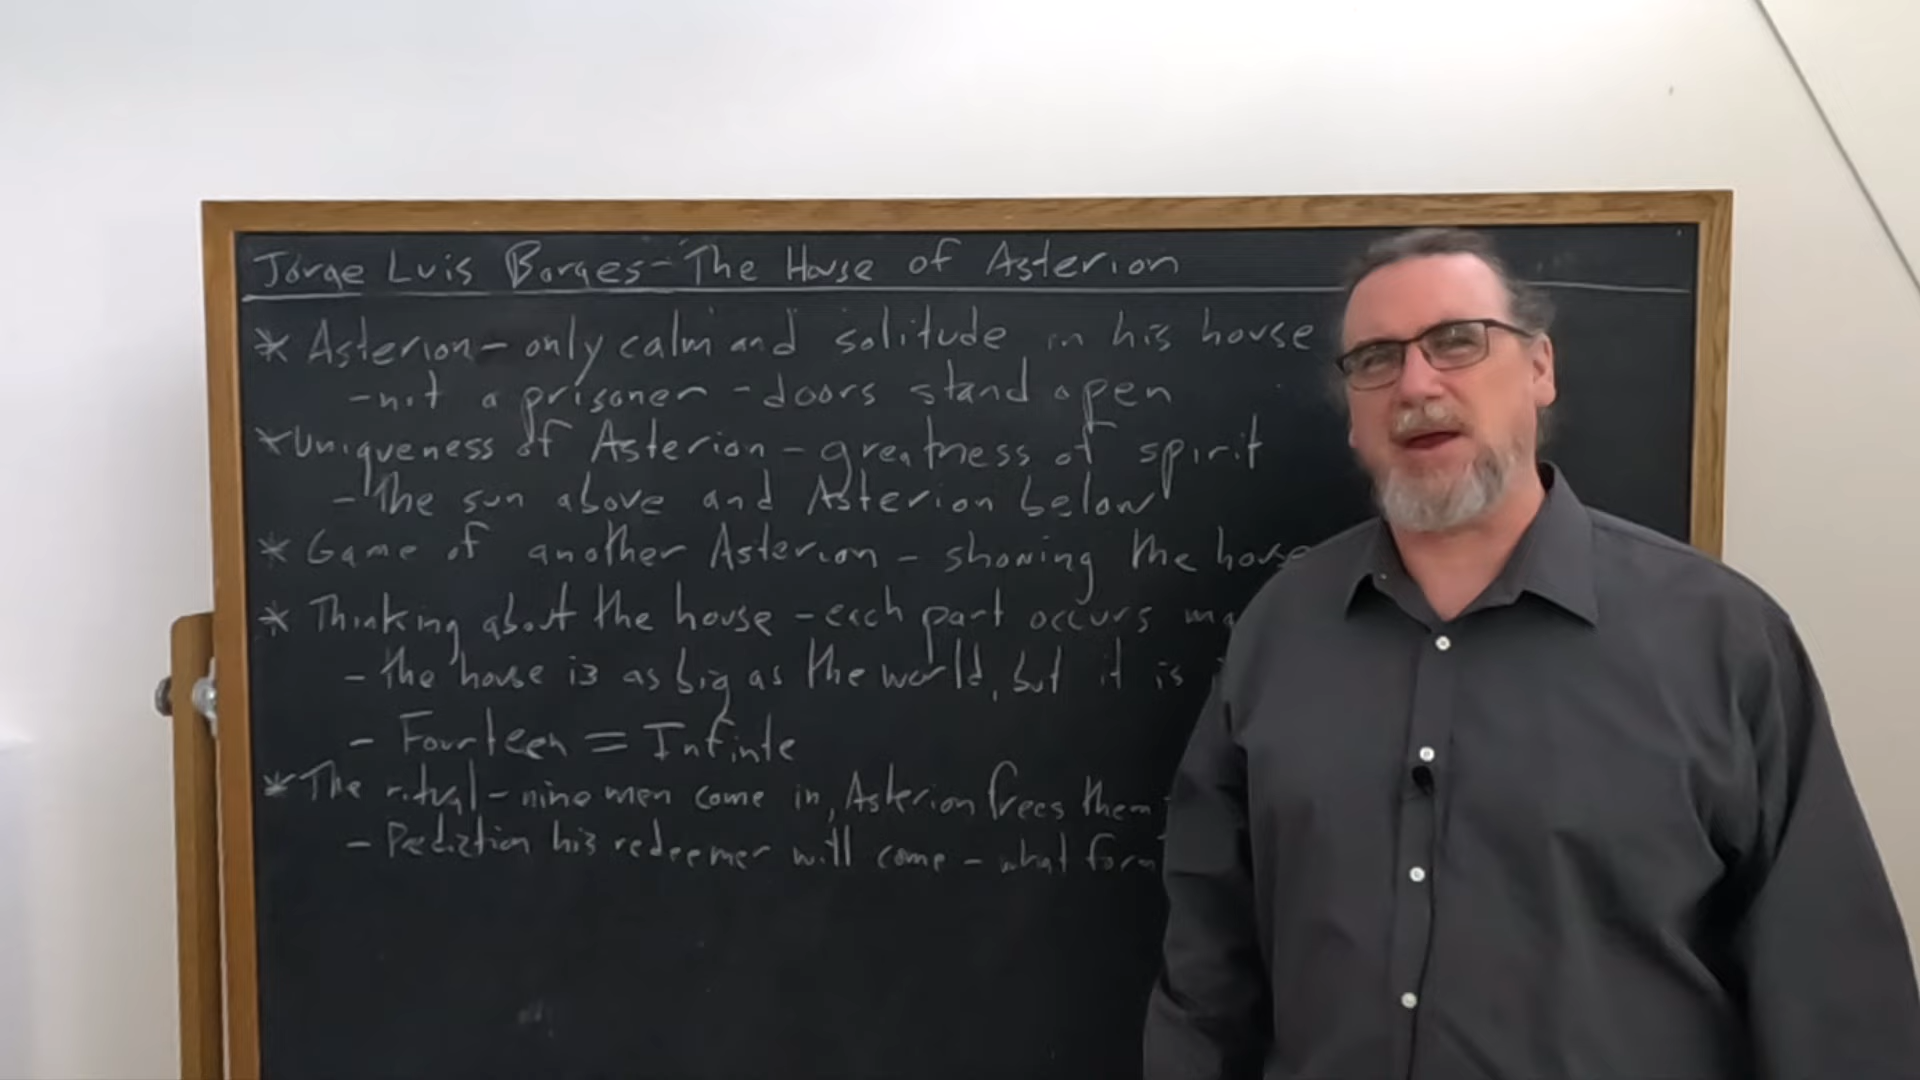 Jorge Luis Borges - The House of Asterion
* Asterion - only calm and solitude in his house
- not a prisoner - doors stand open
* Uniqueness of Asterion - greatness of spirit
- The sun above and Asterion below
* Game of another Asterion - showing the house
* Thinking about the house - each part occurs
- the house is as big as the world, but it is
- Fourteen = Infinite
* The ritual - nine men come in, Asterion frees them
- Prediction his redeemer will come - what form